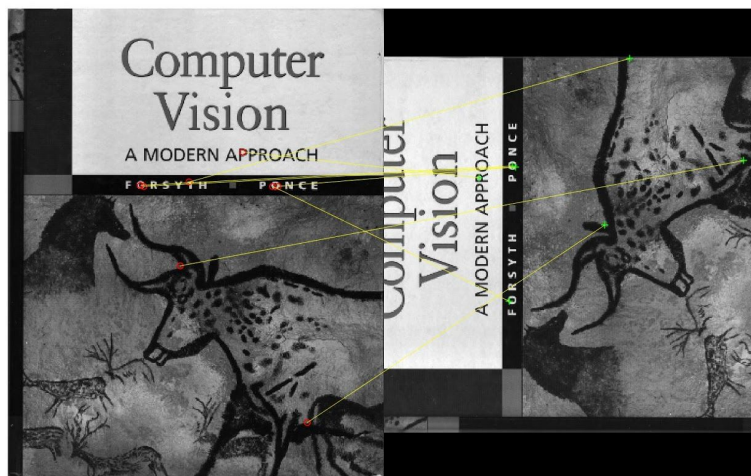 Computer
Vision
A MODERN APPROACH
FORSYTH PONCE
Computer
Vision
A MODERN APPROACH
FORSYTH PONCE